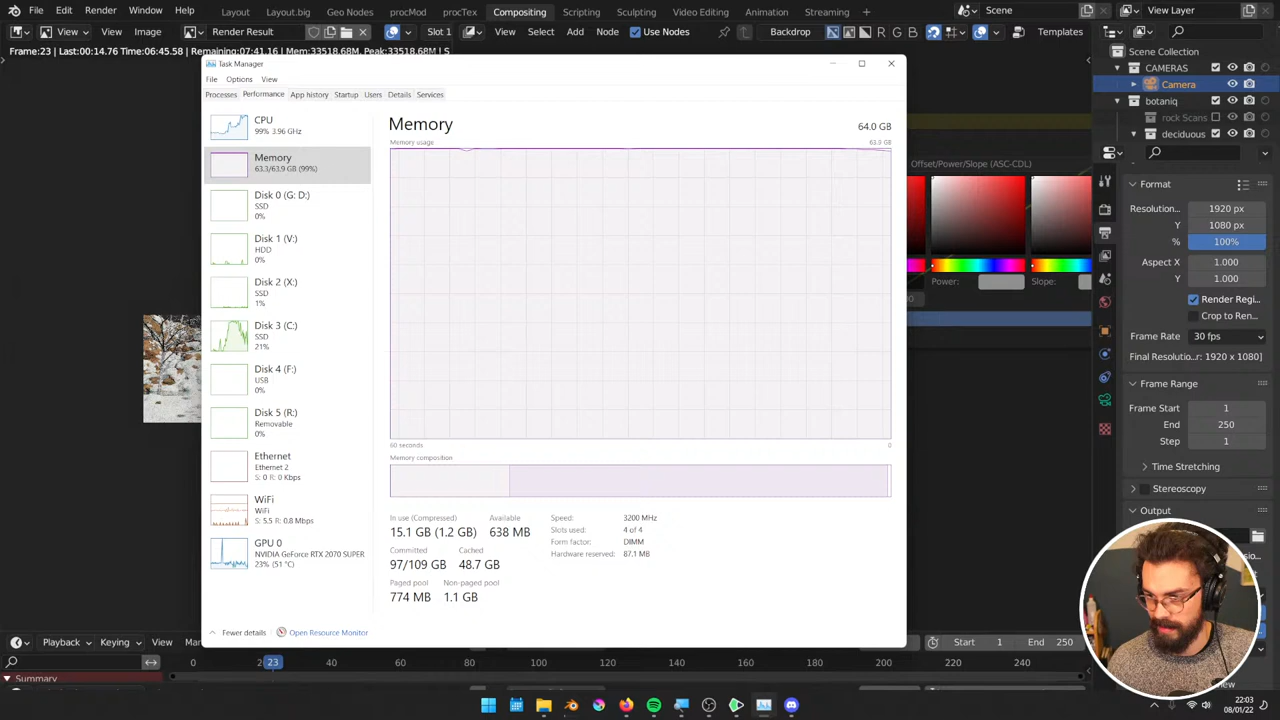 File Edit Render Window Help Layout Layout.big Geo Nodes procMod procTex Compositing Scripting Sculpting Video Editing Animation Streaming + Scene View Layer
View View Image Render Result Slot 1 View Select Add Node Use Nodes Backdrop R G B Templates
Frame:23 | Last:00:14.76 Time:06:45.58 | Remaining:07:41.16 | Mem:33518.68M, Peak:33518.68M |
Scene Collection
CAMERAS
Camera
botaniq
rock Scans
deciduous
Task Manager
File Options View
Processes Performance App history Startup Users Details Services
CPU
99% 3.96 GHz
Memory
63.3/63.9 GB (99%)
Disk 0 (G: D:)
SSD
0%
Disk 1 (V:)
HDD
0%
Disk 2 (X:)
SSD
1%
Disk 3 (C:)
SSD
21%
Disk 4 (F:)
USB
0%
Disk 5 (R:)
Removable
0%
Ethernet
Ethernet 2
S: 0 R: 0 Kbps
WiFi
WiFi
S: 5.5 R: 0.8 Mbps
GPU 0
NVIDIA GeForce RTX 2070 SUPER
23% (51 °C)
Memory 64.0 GB
Memory usage 63.9 GB
60 seconds 0
Memory composition
In use (Compressed) Available
15.1 GB (1.2 GB) 638 MB
Committed Cached
97/109 GB 48.7 GB
Paged pool Non-paged pool
774 MB 1.1 GB
Speed: 3200 MHz
Slots used: 4 of 4
Form factor: DIMM
Hardware reserved: 87.1 MB
Fewer details Open Resource Monitor
Offset/Power/Slope (ASC-CDL)
Power: Slope:
Format
Resolution... 1920 px
Y 1080 px
% 100%
Aspect X 1.000
Y 1.000
Render Regi...
Crop to Ren...
Frame Rate 30 fps
Final Resolutio...r: 1920 x 1080]
Frame Range
Frame Start 1
End 250
Step 1
Time Stretching
Stereoscopy
Output
Playback Keying View Start 1 End 250
0 23 40 60 80 100 120 140 160 180 200 220 240
Summary
22:03
08/01/22